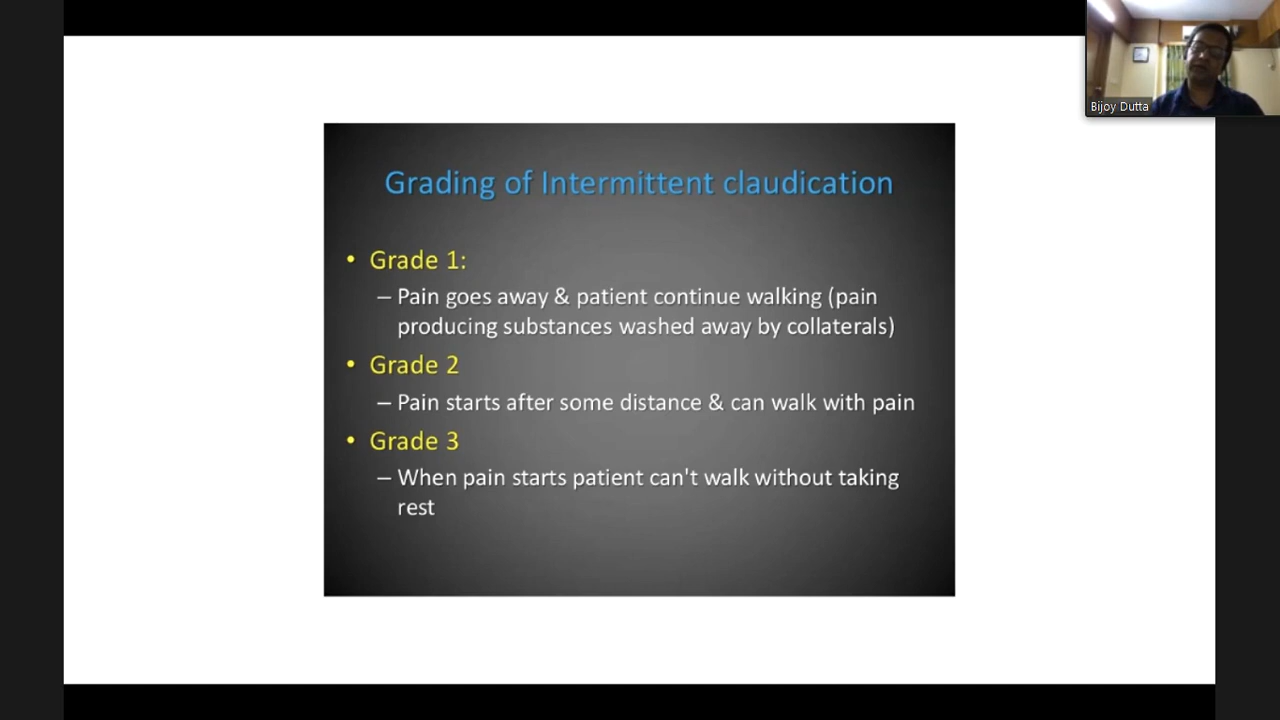 Bijoy Dutta
Grading of Intermittent claudication
• Grade 1:
– Pain goes away & patient continue walking (pain
producing substances washed away by collaterals)
• Grade 2
– Pain starts after some distance & can walk with pain
• Grade 3
– When pain starts patient can't walk without taking
rest